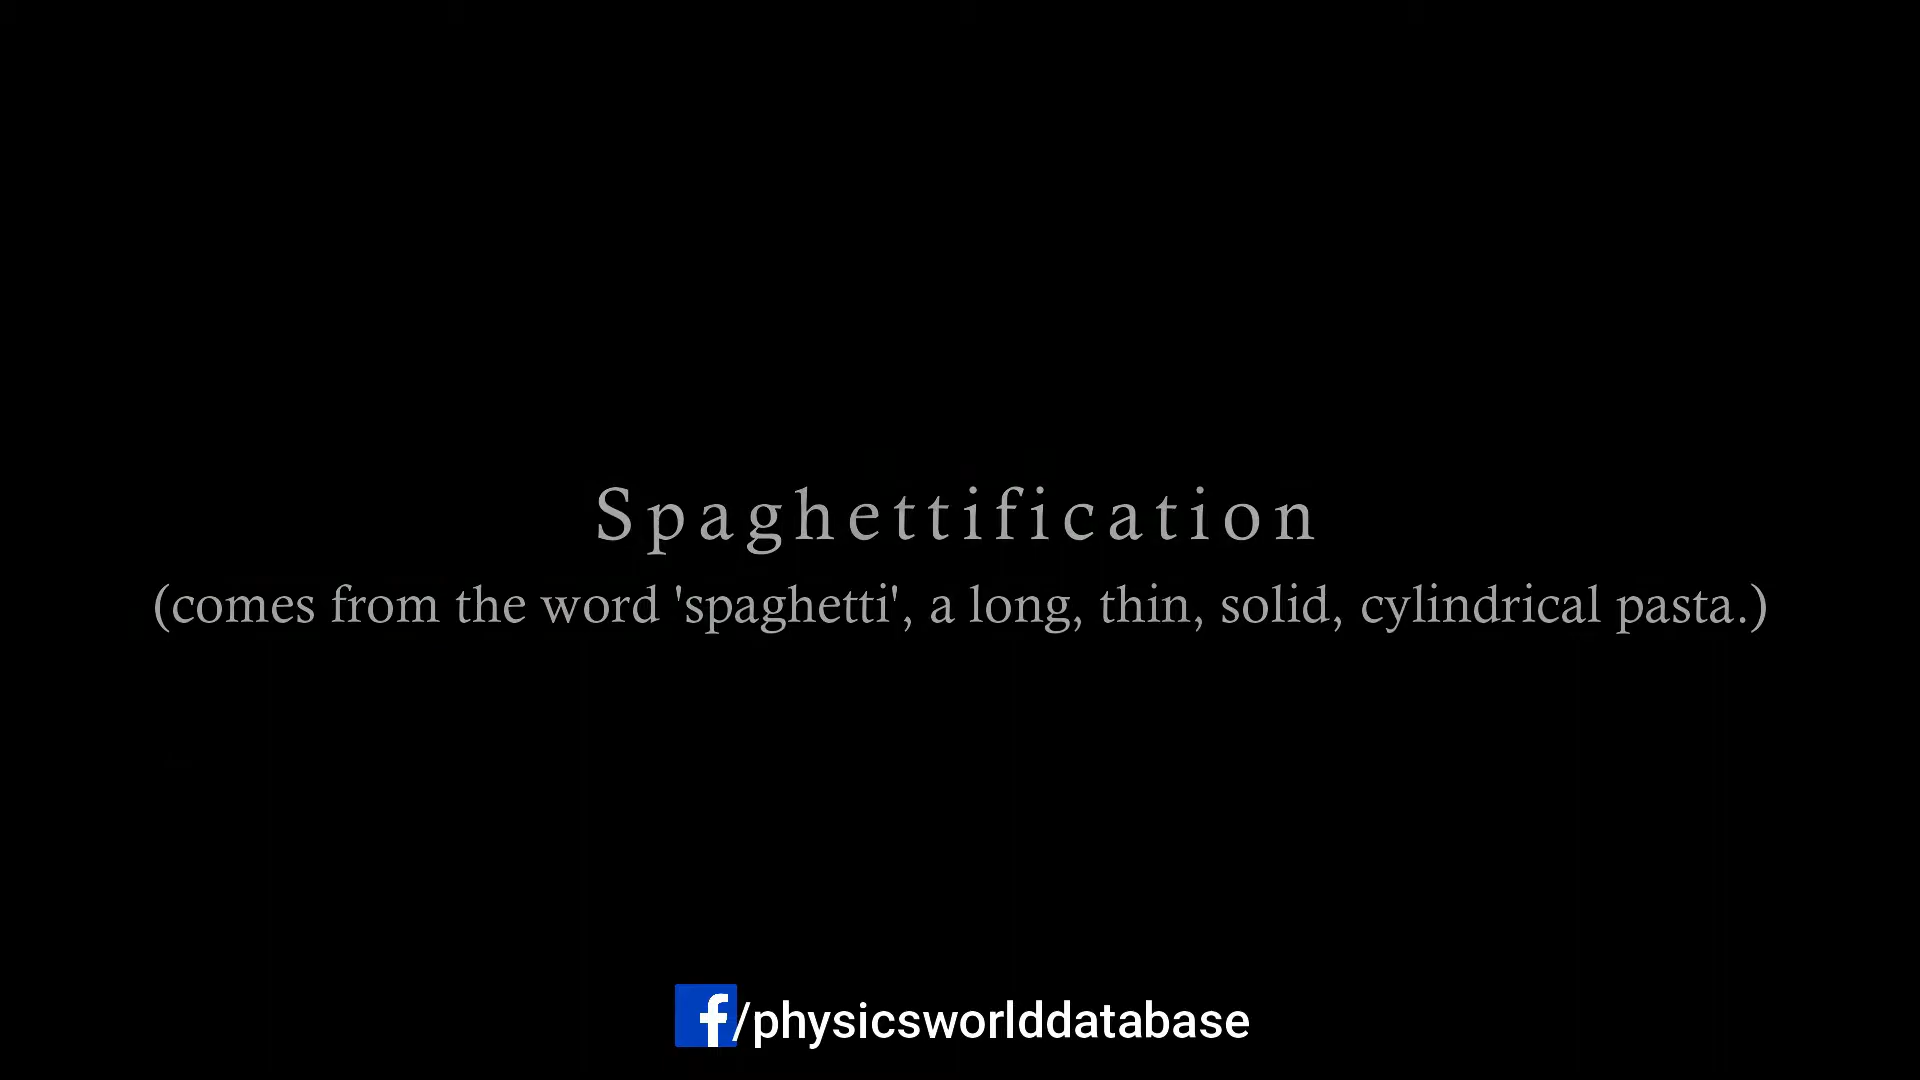 Spaghettification
(comes from the word 'spaghetti', a long, thin, solid, cylindrical pasta.)
f/physicsworlddatabase